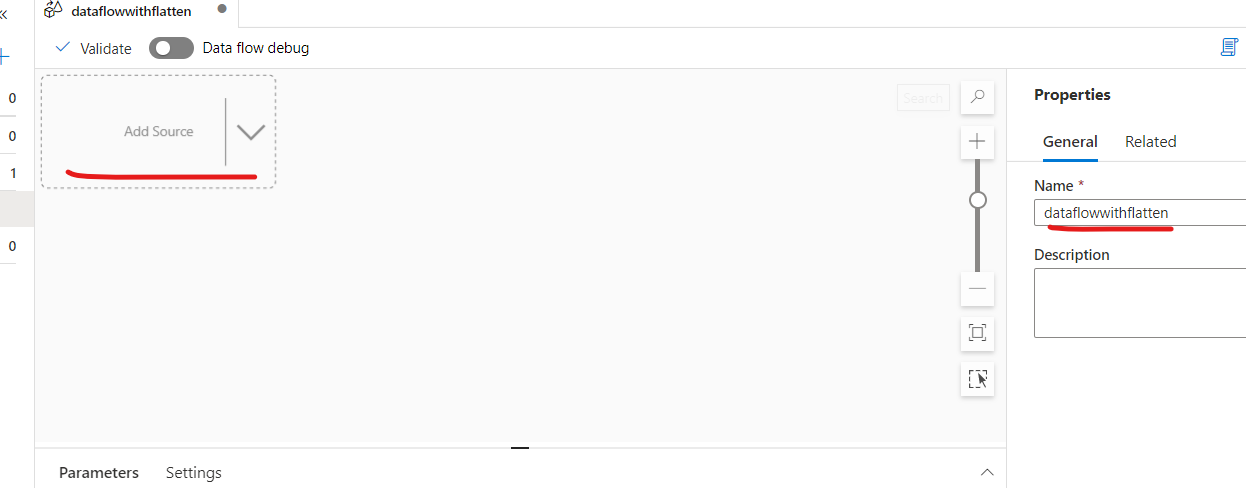 dataflowwithflatten
Validate
Data flow debug
0
0
1
0
Add Source
Search
Properties
General
Related
Name *
dataflowwithflatten
Description
Parameters
Settings